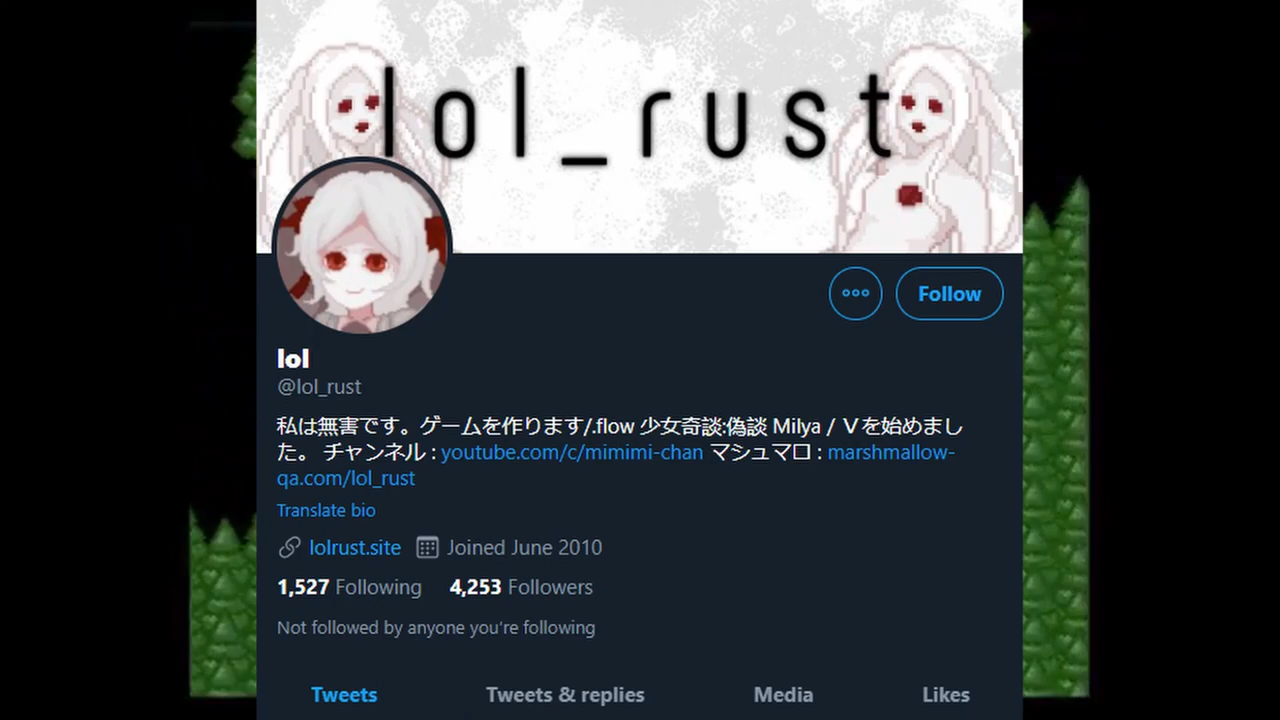 lol_rust
Follow
lol
@lol_rust
私は無害です。ゲームを作ります/.flow 少女奇談:偽談 Milya / Ｖを始めまし
た。 チャンネル : youtube.com/c/mimimi-chan マシュマロ : marshmallow-
qa.com/lol_rust
Translate bio
lolrust.site Joined June 2010
1,527 Following 4,253 Followers
Not followed by anyone you're following
Tweets Tweets & replies Media Likes